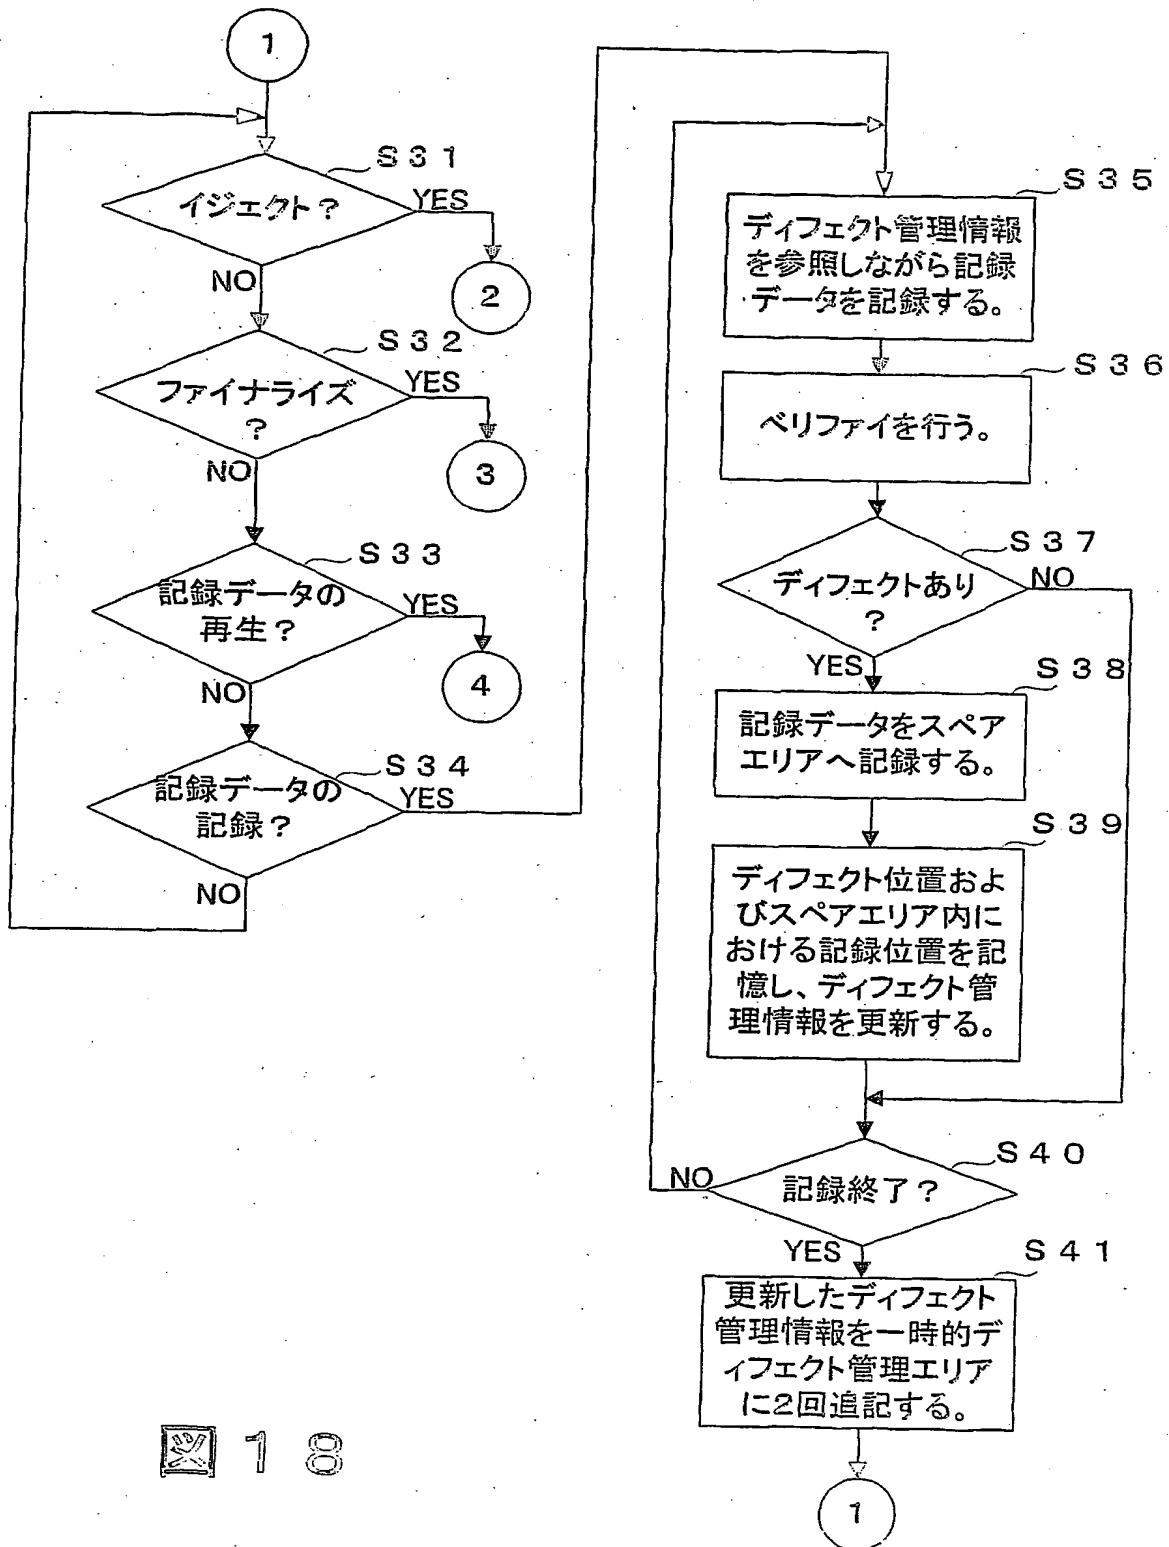 1
S31
イジェクト?
YES
2
NO
S32
ファイナライズ
?
YES
3
NO
S33
記録データの
再生?
YES
4
NO
S34
記録データの
記録?
YES
NO
S35
ディフェクト管理情報
を参照しながら記録
データを記録する。
S36
ベリファイを行う。
S37
ディフェクトあり
?
NO
YES
S38
記録データをスペア
エリアへ記録する。
S39
ディフェクト位置およ
びスペアエリア内に
おける記録位置を記
憶し、ディフェクト管
理情報を更新する。
S40
記録終了?
NO
YES
S41
更新したディフェクト
管理情報を一時的デ
ィフェクト管理エリア
に2回追記する。
1
図18